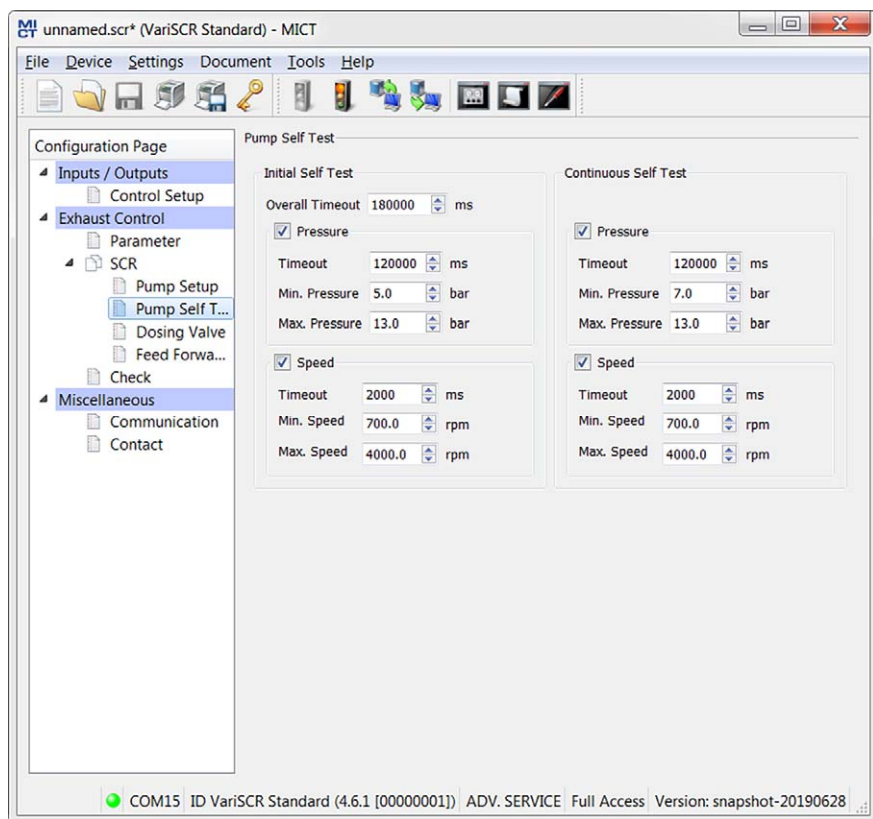 MICT unnamed.scr* (VariSCR Standard) - MICT
File Device Settings Document Tools Help
Configuration Page
Inputs / Outputs
Control Setup
Exhaust Control
Parameter
SCR
Pump Setup
Pump Self T...
Dosing Valve
Feed Forwa...
Check
Miscellaneous
Communication
Contact
Pump Self Test
Initial Self Test
Overall Timeout 180000 ms
Pressure
Timeout 120000 ms
Min. Pressure 5.0 bar
Max. Pressure 13.0 bar
Speed
Timeout 2000 ms
Min. Speed 700.0 rpm
Max. Speed 4000.0 rpm
Continuous Self Test
Pressure
Timeout 120000 ms
Min. Pressure 7.0 bar
Max. Pressure 13.0 bar
Speed
Timeout 2000 ms
Min. Speed 700.0 rpm
Max. Speed 4000.0 rpm
COM15 ID VariSCR Standard (4.6.1 [00000001]) ADV. SERVICE Full Access Version: snapshot-20190628